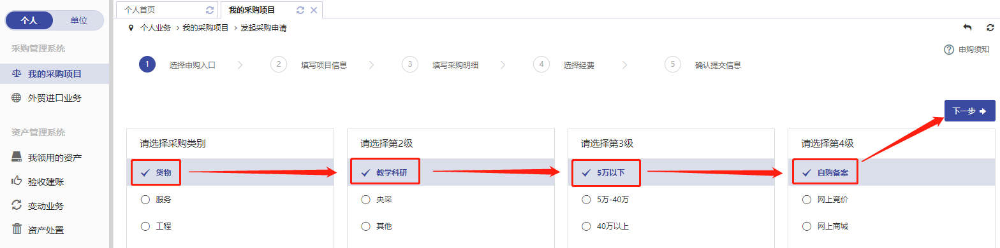 个人
单位
采购管理系统
我的采购项目
外贸进口业务
资产管理系统
我领用的资产
验收建账
变动业务
资产处置
个人首页
我的采购项目
个人业务 > 我的采购项目 > 发起采购申请
申购须知
1 选择申购入口
2 填写项目信息
3 填写采购明细
4 选择经费
5 确认提交信息
下一步
请选择采购类别
货物
服务
工程
请选择第2级
教学科研
央采
其他
请选择第3级
5万以下
5万-40万
40万以上
请选择第4级
自购备案
网上竞价
网上商城